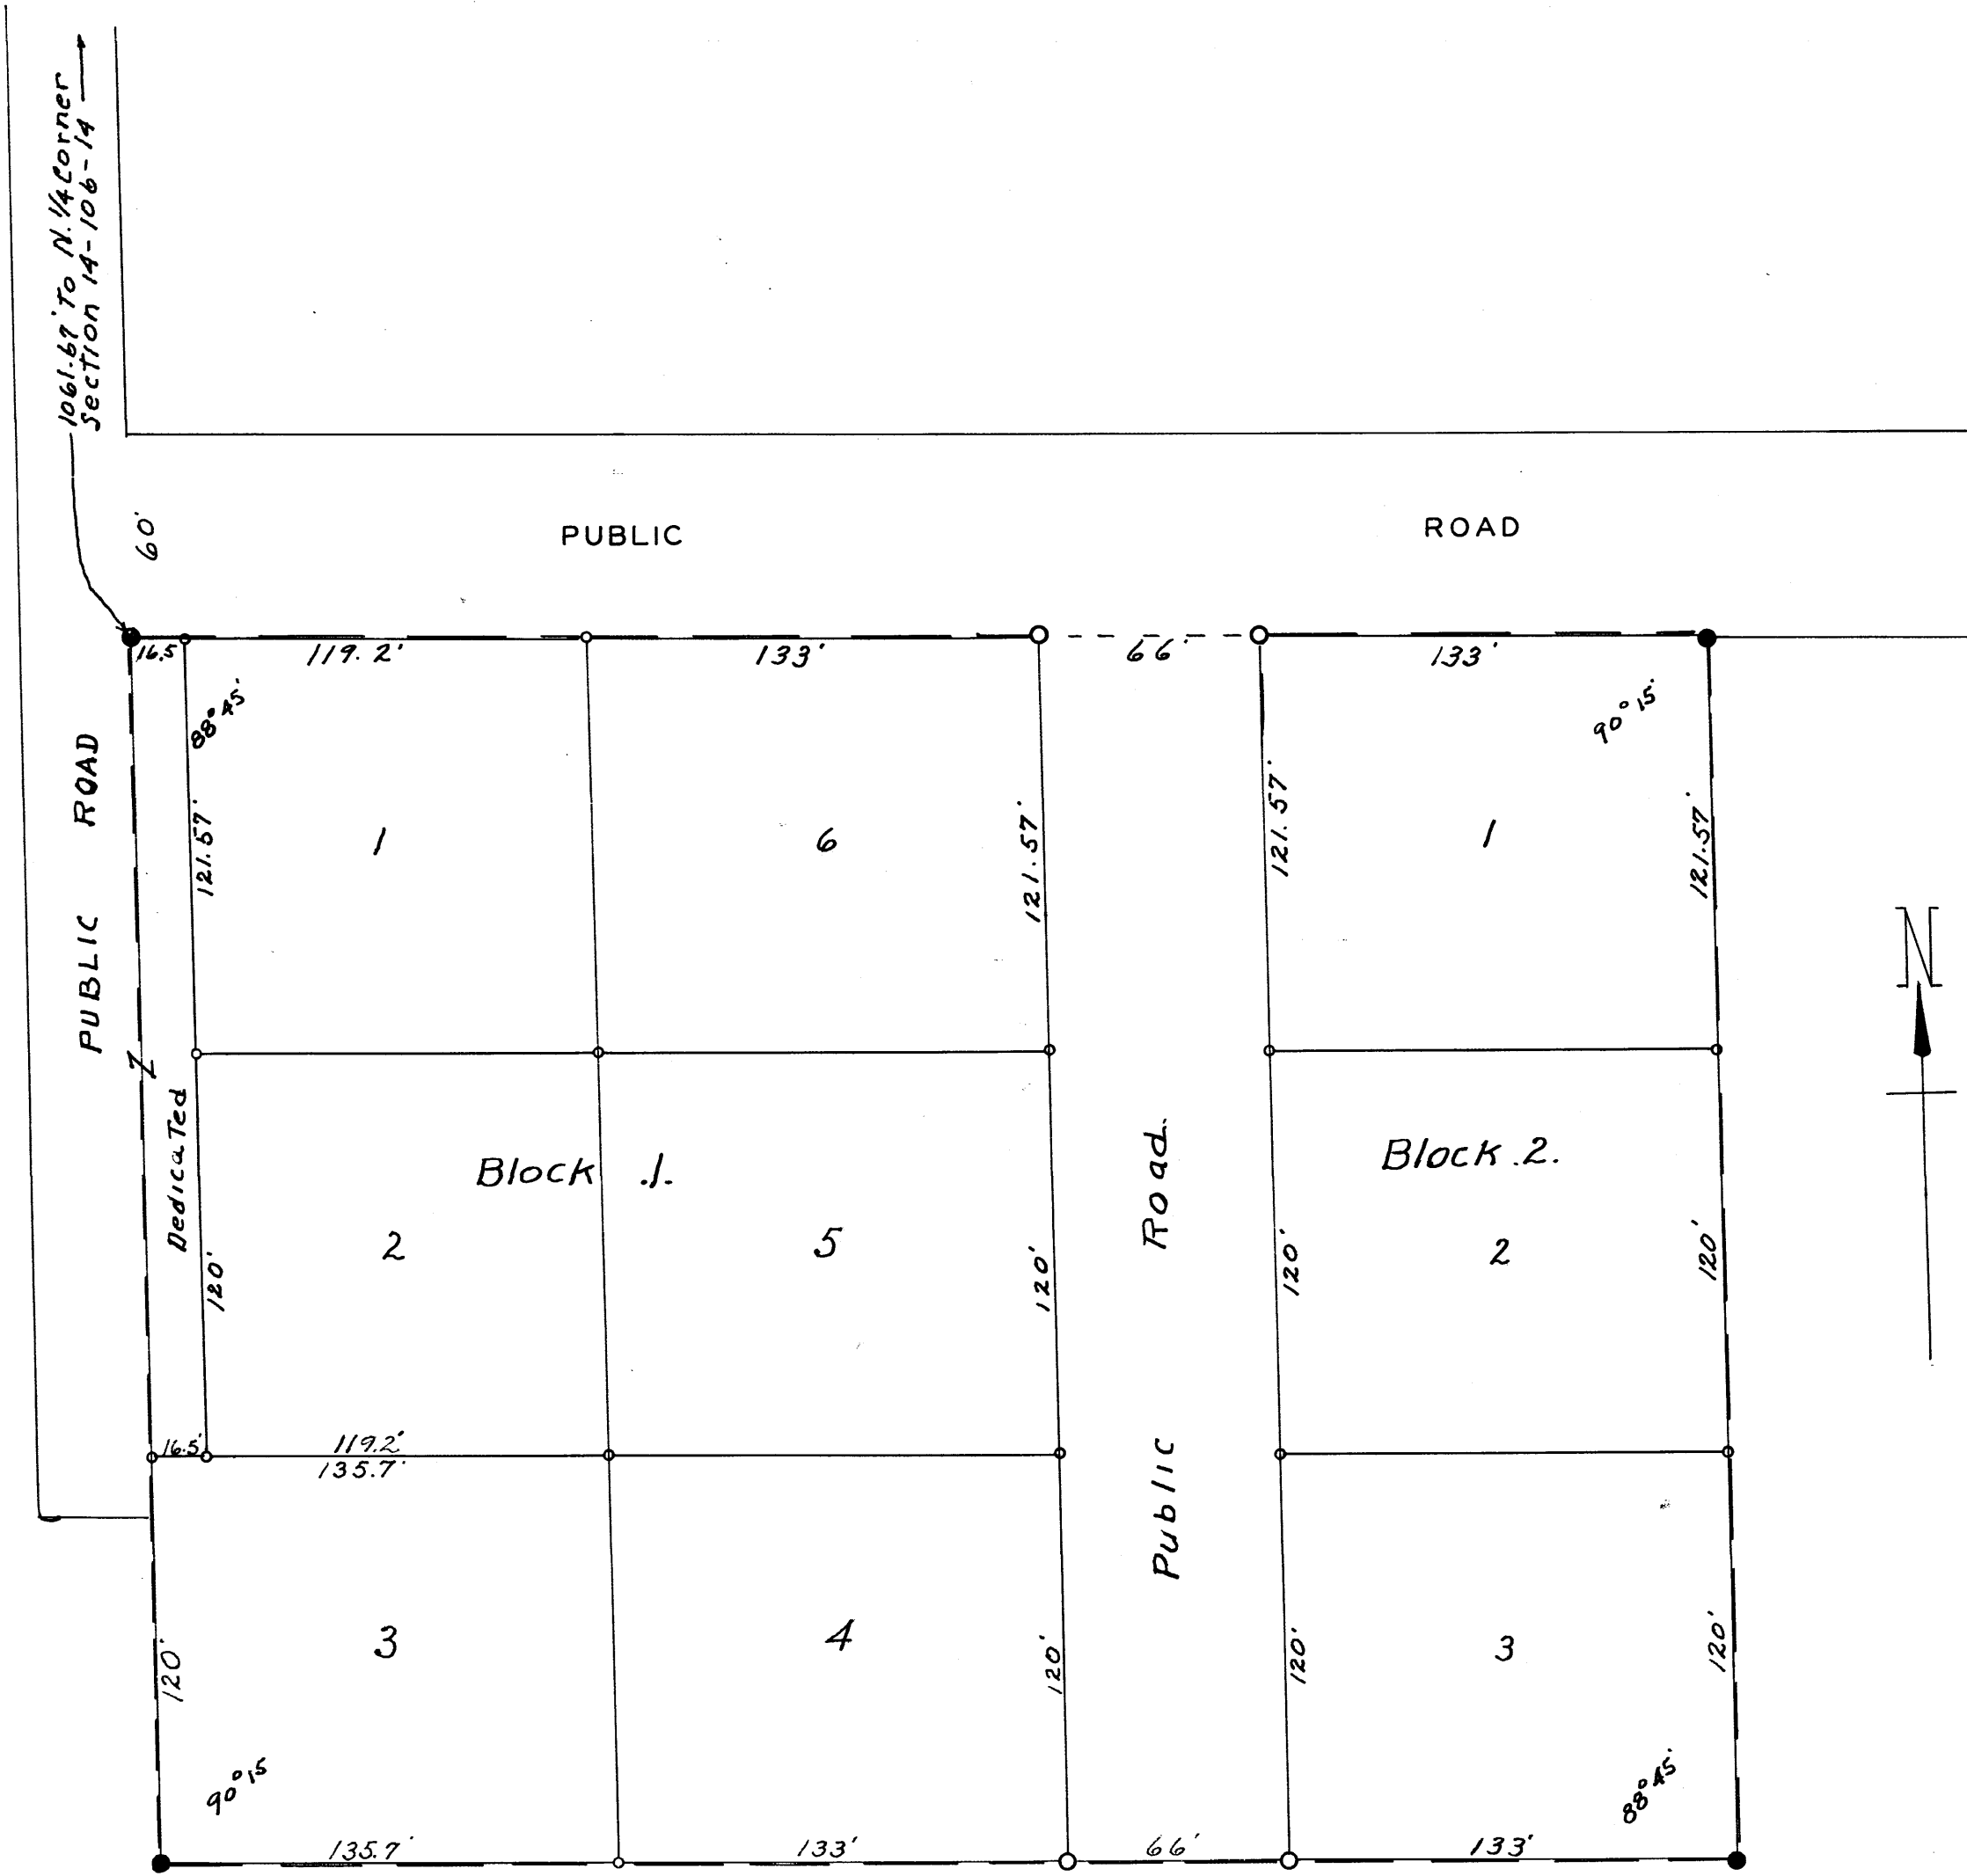 1061.67' To N. 1/4 Corner
Section 14-106-14
60'
PUBLIC ROAD
16.5 119.2' 133' 66' 133'
88°45'
90°15'
PUBLIC ROAD
121.57'
1
6
121.57'
121.57'
1
121.57'
N
Z
Dedicated
Block .1.
Block .2.
Public Road.
2
5
2
120'
120'
120'
120'
16.5' 119.2'
135.7'
3
4
3
120'
120'
120'
120'
90°15
88°45'
135.7' 133' 66' 133'